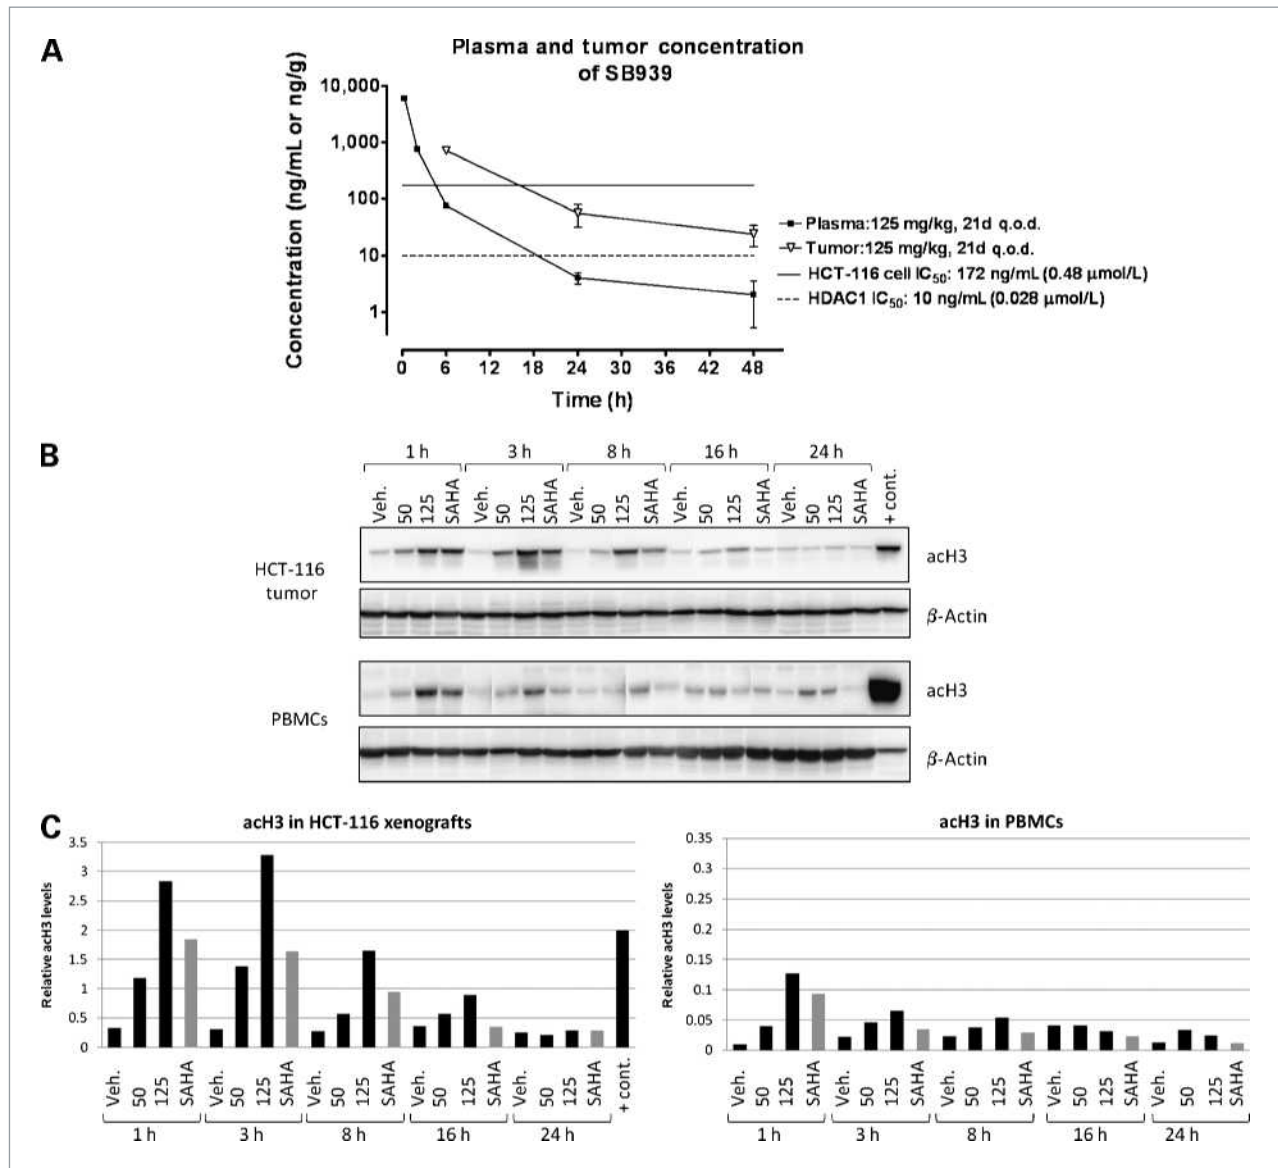 A
Plasma and tumor concentration
of SB939
Concentration (ng/mL or ng/g)
10,000
1,000
100
10
1
0 6 12 18 24 30 36 42 48
Time (h)
Plasma:125 mg/kg, 21d q.o.d.
Tumor:125 mg/kg, 21d q.o.d.
HCT-116 cell IC50: 172 ng/mL (0.48 μmol/L)
HDAC1 IC50: 10 ng/mL (0.028 μmol/L)
B
1 h 3 h 8 h 16 h 24 h
Veh. 50 125 SAHA Veh. 50 125 SAHA Veh. 50 125 SAHA Veh. 50 125 SAHA Veh. 50 125 SAHA + cont.
HCT-116
tumor
acH3
β-Actin
PBMCs
acH3
β-Actin
C
acH3 in HCT-116 xenografts
Relative acH3 levels
3.5
3
2.5
2
1.5
1
0.5
0
Veh. 50 125 SAHA Veh. 50 125 SAHA Veh. 50 125 SAHA Veh. 50 125 SAHA Veh. 50 125 SAHA + cont.
1 h 3 h 8 h 16 h 24 h
acH3 in PBMCs
Relative acH3 levels
0.35
0.3
0.25
0.2
0.15
0.1
0.05
0
Veh. 50 125 SAHA Veh. 50 125 SAHA Veh. 50 125 SAHA Veh. 50 125 SAHA Veh. 50 125 SAHA
1 h 3 h 8 h 16 h 24 h